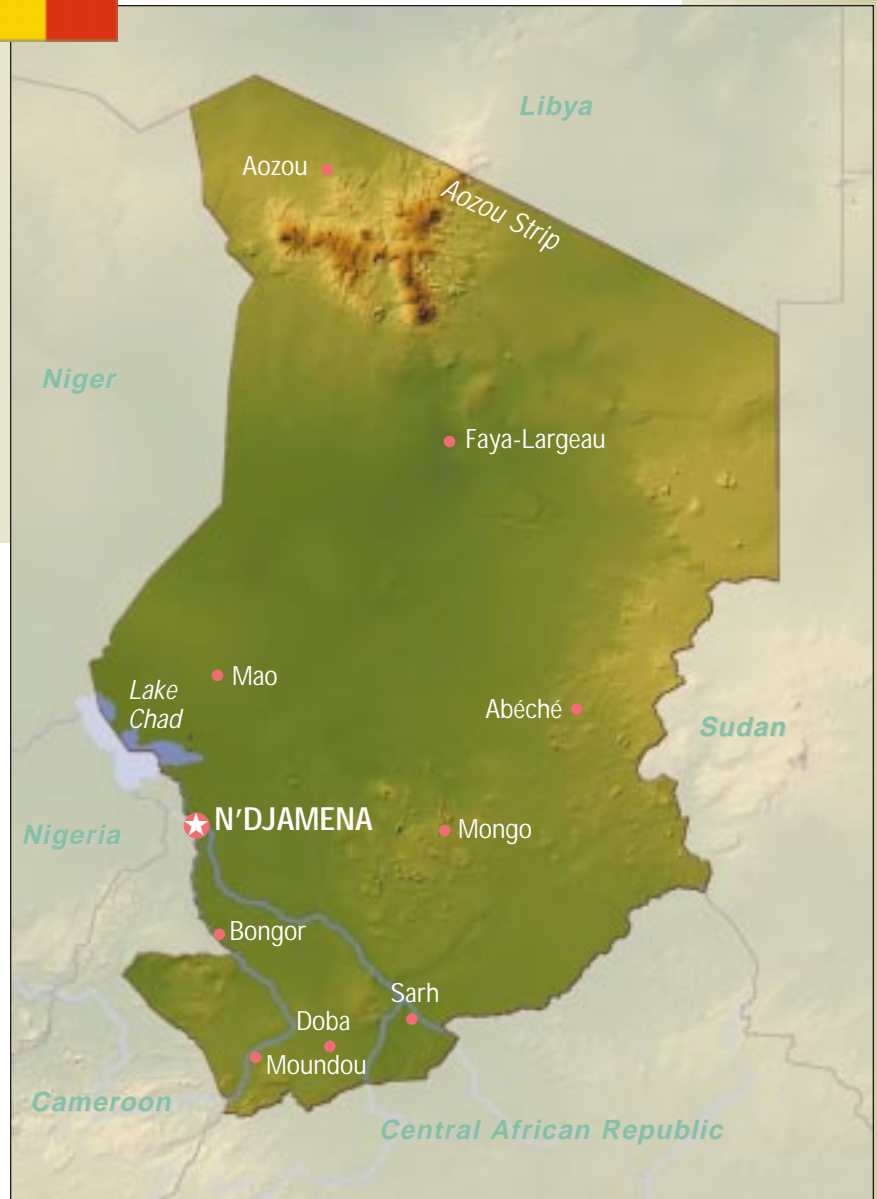 Libya
Aozou
Aozou Strip
Niger
Faya-Largeau
Mao
Lake
Chad
Abéché
Sudan
N'DJAMENA
Nigeria
Mongo
Bongor
Sarh
Doba
Moundou
Cameroon
Central African Republic